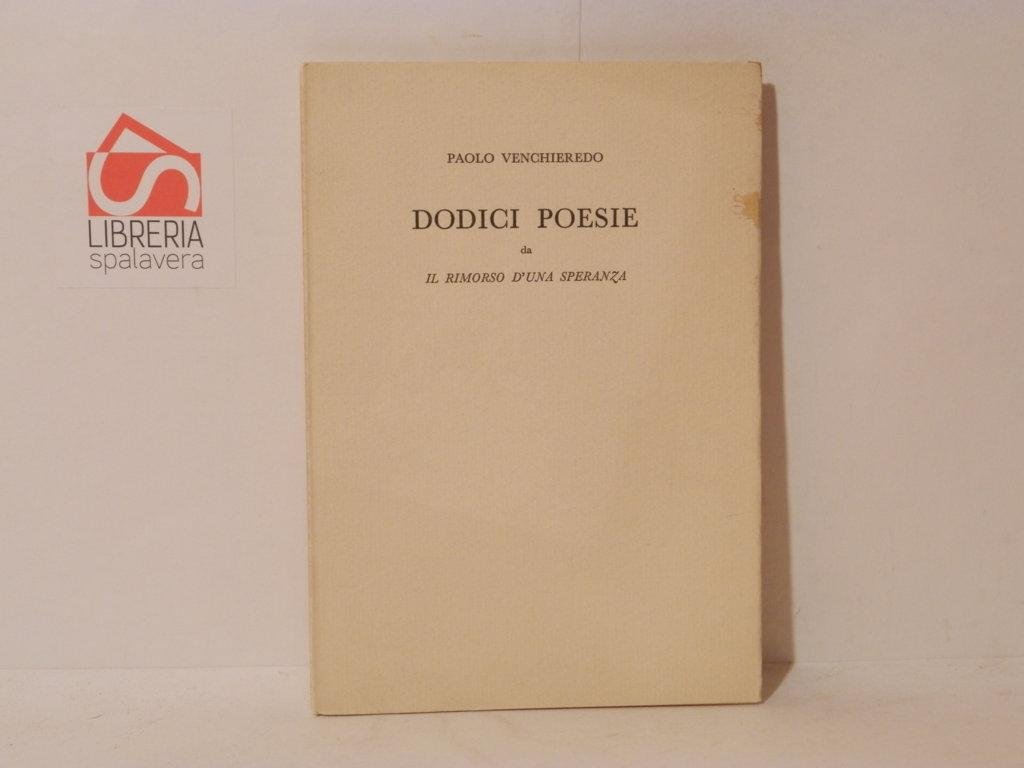 PAOLO VENCHIEREDO
DODICI POESIE
da
IL RIMORSO D'UNA SPERANZA
LIBRERIA
spalavera